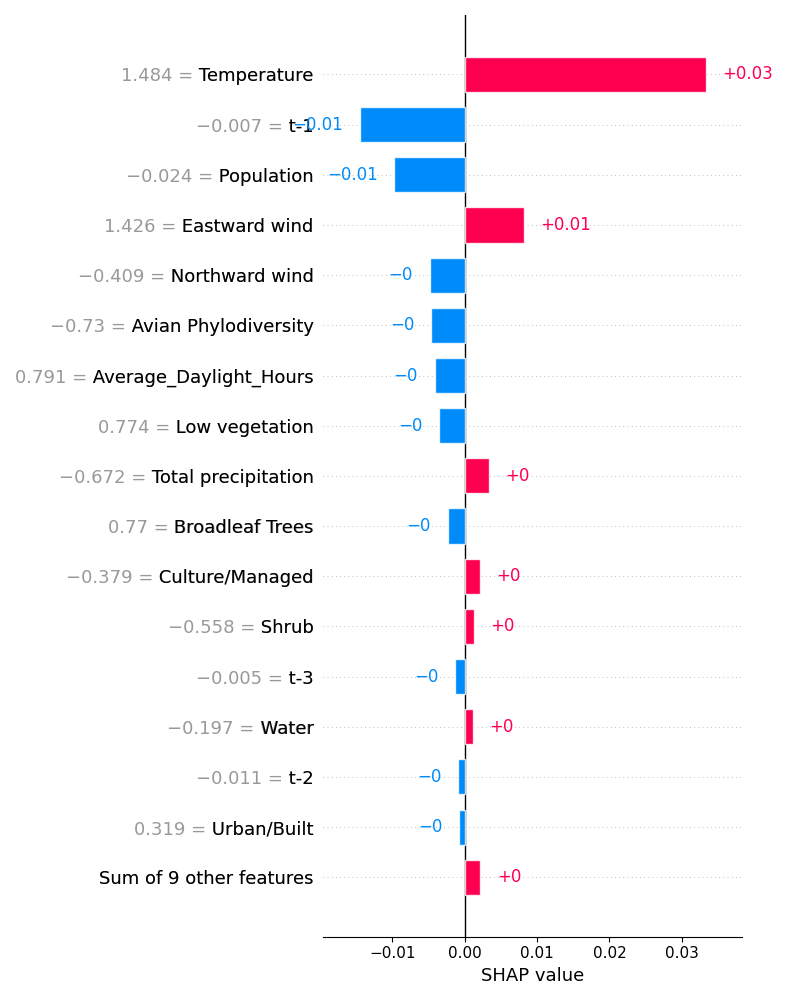 1.484 = Temperature +0.03
−0.007 = t-1 −0.01
−0.024 = Population −0.01
1.426 = Eastward wind +0.01
−0.409 = Northward wind −0
−0.73 = Avian Phylodiversity −0
0.791 = Average_Daylight_Hours −0
0.774 = Low vegetation −0
−0.672 = Total precipitation +0
0.77 = Broadleaf Trees −0
−0.379 = Culture/Managed +0
−0.558 = Shrub +0
−0.005 = t-3 −0
−0.197 = Water +0
−0.011 = t-2 −0
0.319 = Urban/Built −0
Sum of 9 other features +0
−0.01 0.00 0.01 0.02 0.03
SHAP value